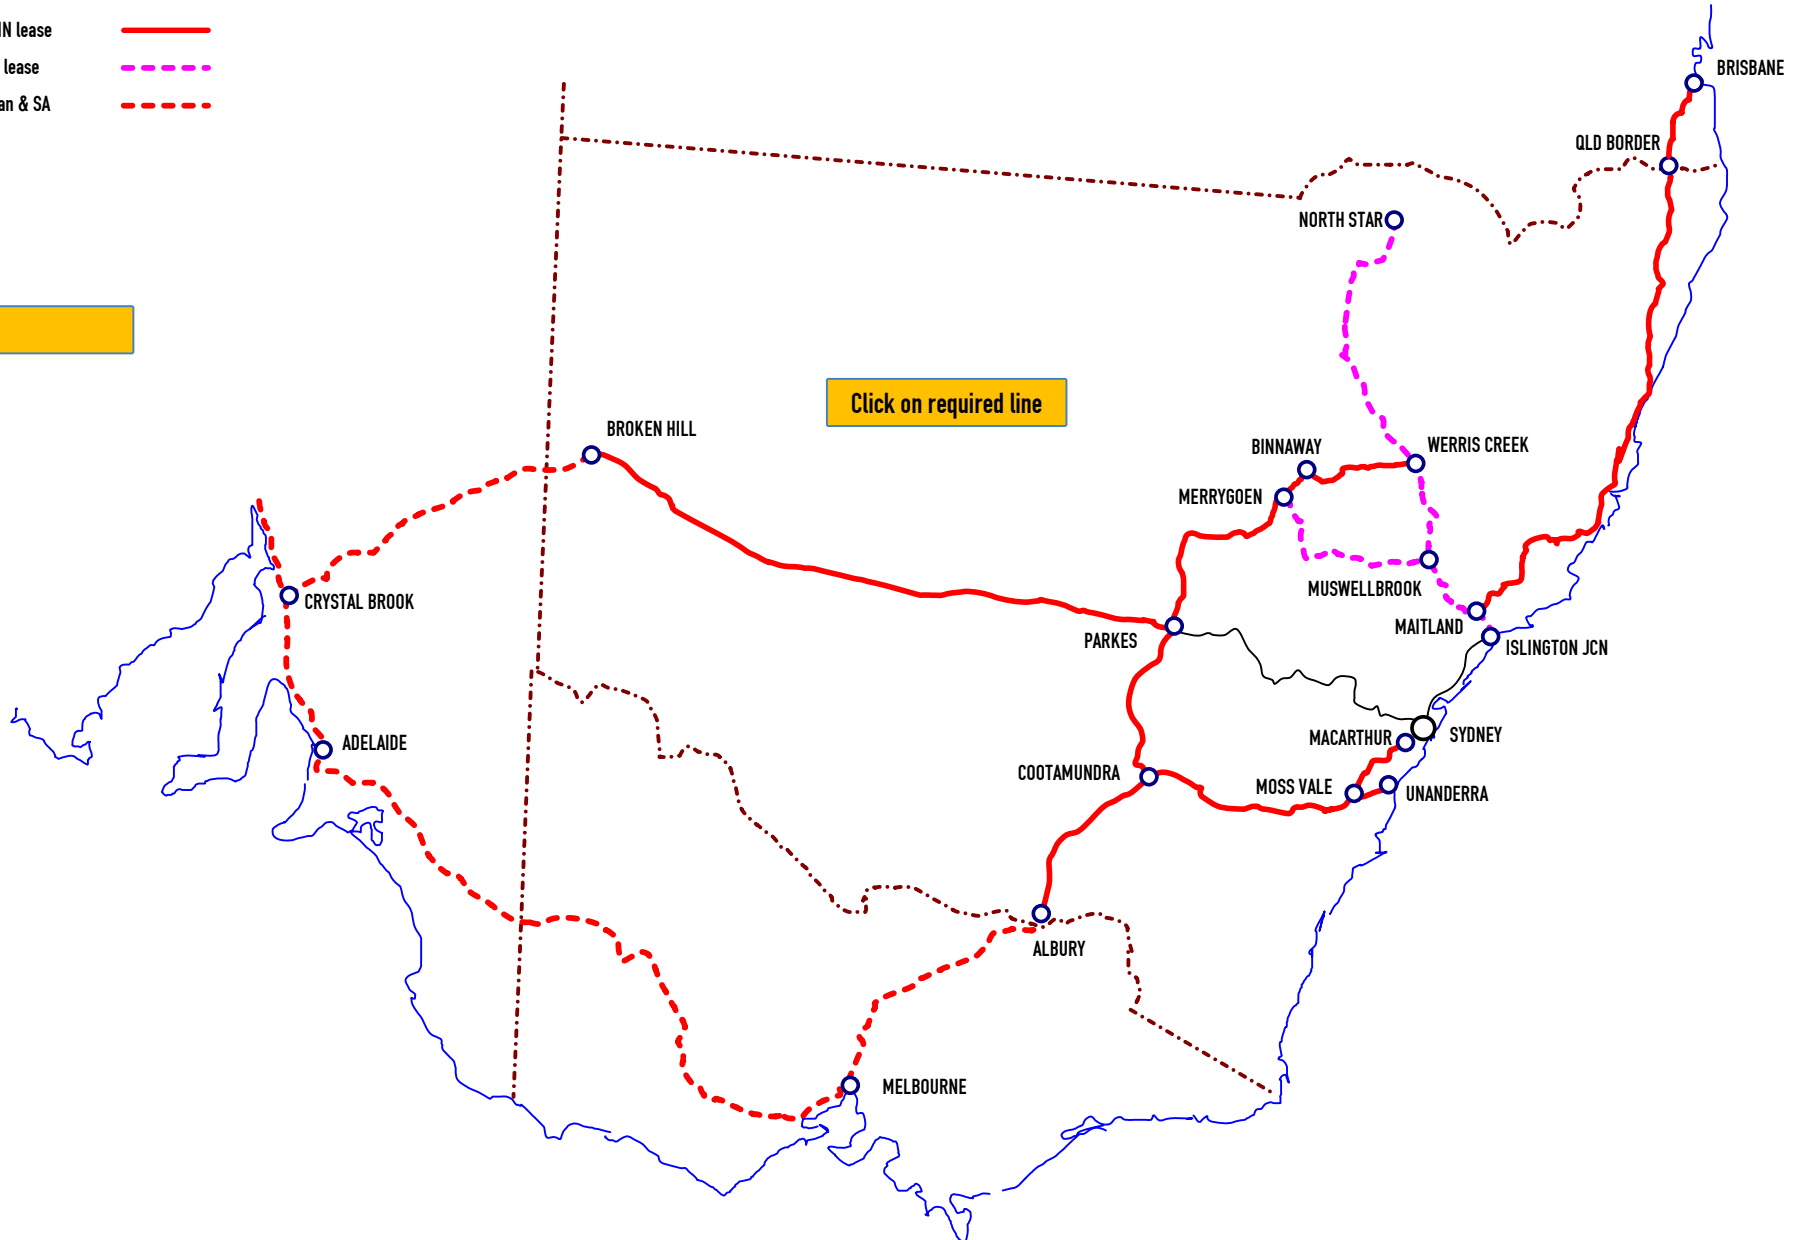 IN lease
lease
an & SA
BRISBANE
QLD BORDER
NORTH STAR
Click on required line
BROKEN HILL
BINNAWAY
WERRIS CREEK
MERRYGOEN
MUSWELLBROOK
CRYSTAL BROOK
MAITLAND
PARKES
ISLINGTON JCN
ADELAIDE
MACARTHUR
SYDNEY
COOTAMUNDRA
MOSS VALE
UNANDERRA
ALBURY
MELBOURNE